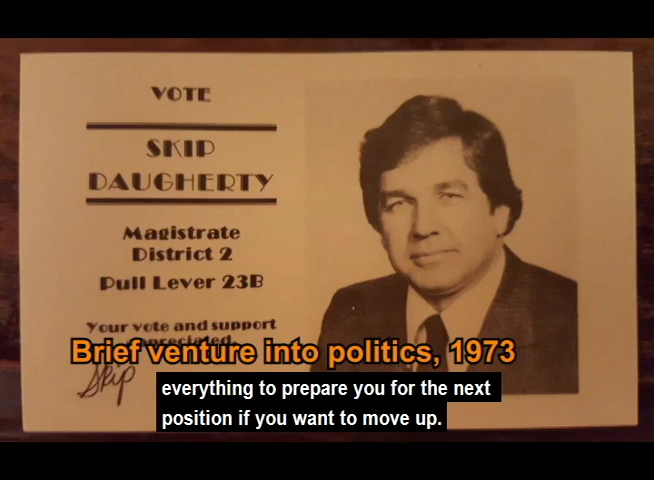 VOTE
SKIP
DAUGHERTY
Magistrate
District 2
Pull Lever 23B
Your vote and support
Brief venture into politics, 1973
Skip
everything to prepare you for the next
position if you want to move up.